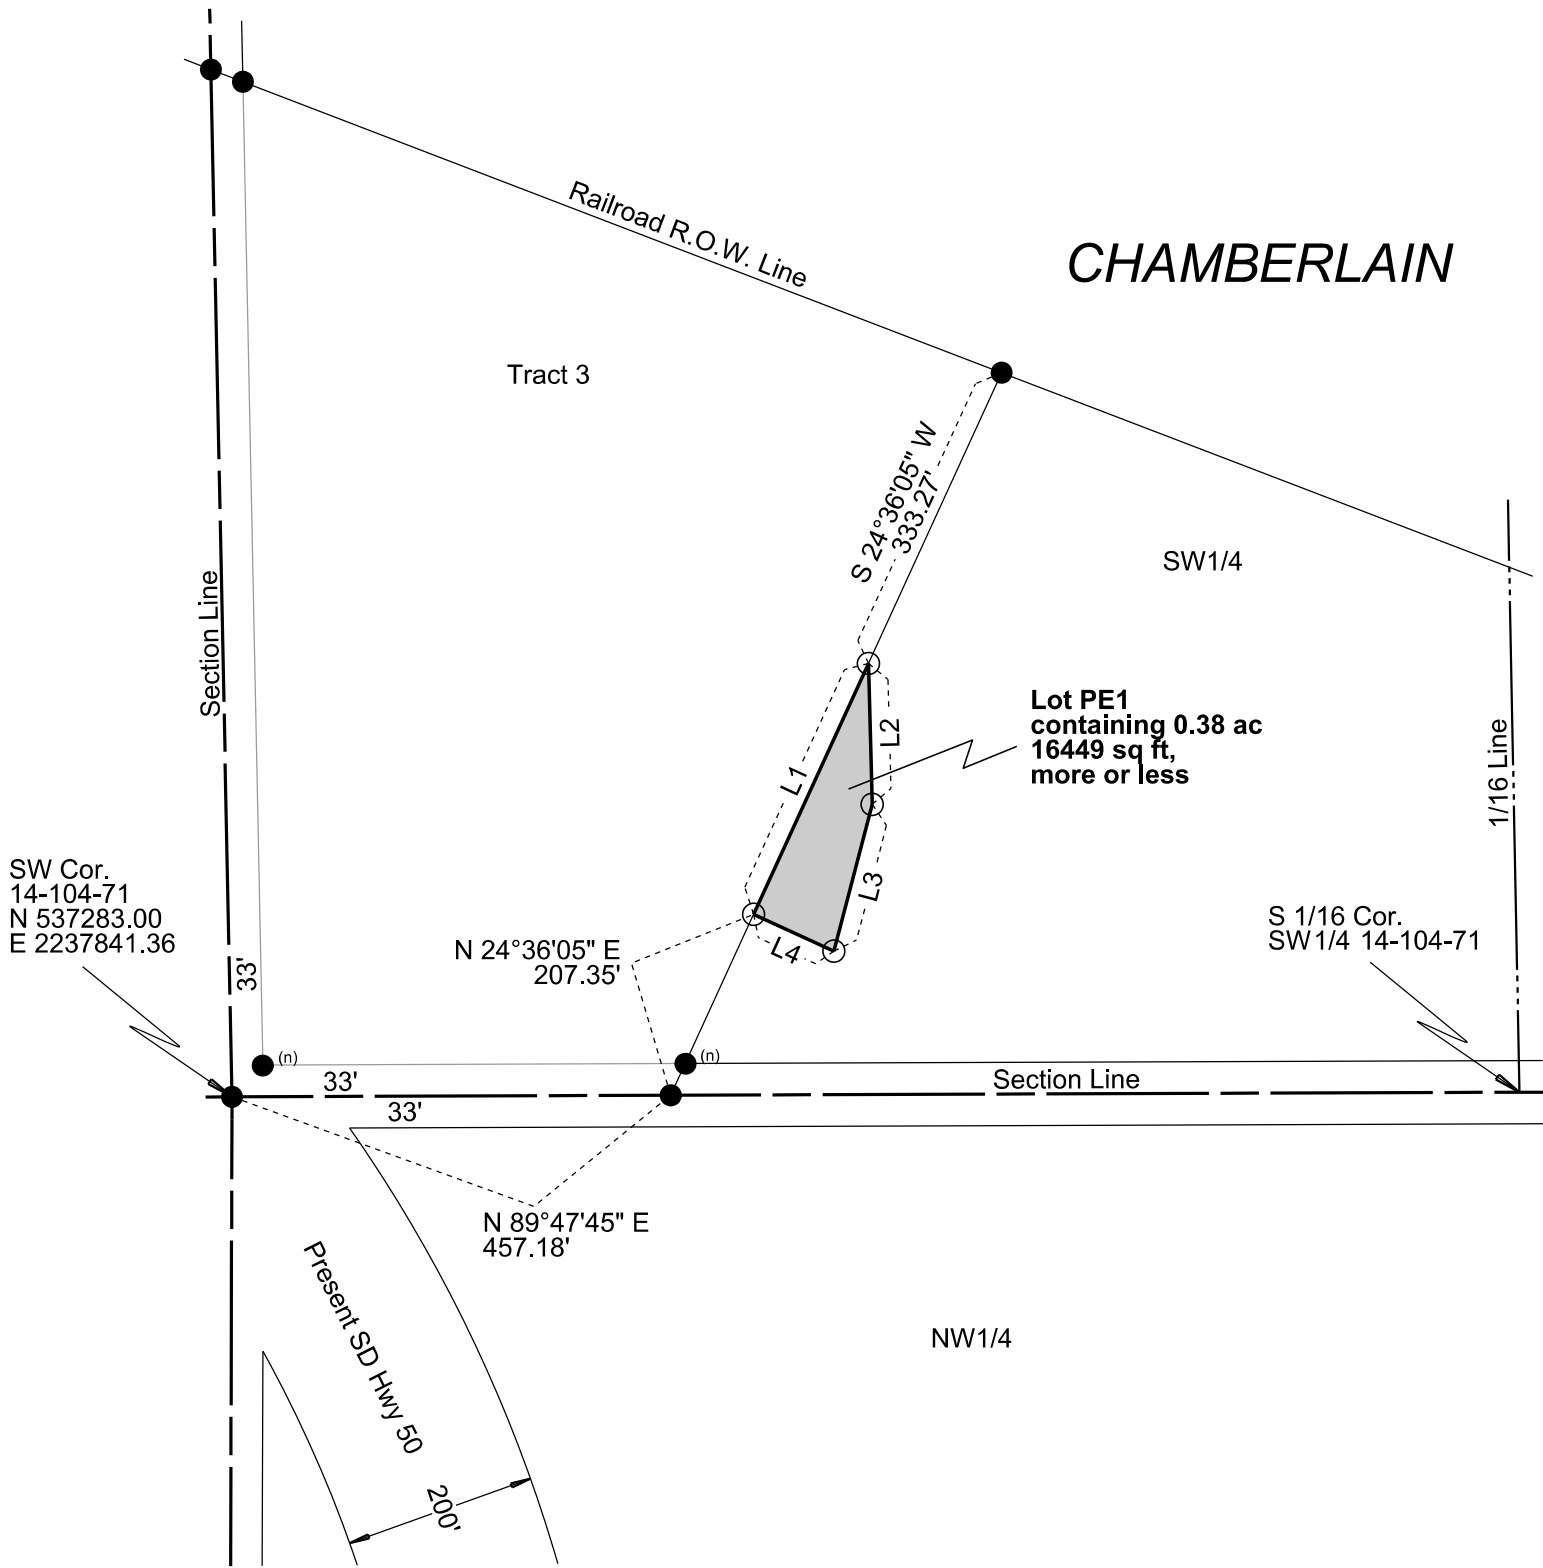 Railroad R.O.W. Line
CHAMBERLAIN
Tract 3
S 24°36'05" W
333.27'
SW1/4
Section Line
Lot PE1
containing 0.38 ac
16449 sq ft,
more or less
L1
L2
L3
L4
1/16 Line
SW Cor.
14-104-71
N 537283.00
E 2237841.36
33'
N 24°36'05" E
207.35'
S 1/16 Cor.
SW1/4 14-104-71
(n)
(n)
33'
Section Line
33'
N 89°47'45" E
457.18'
Present SD Hwy 50
NW1/4
200'